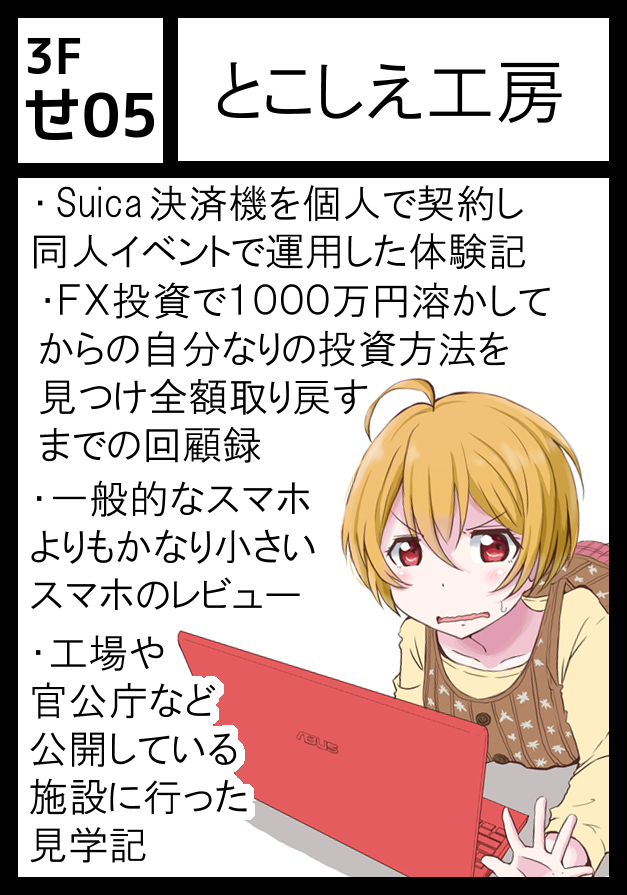 3F
せ05
とこしえ工房
・Suica決済機を個人で契約し
同人イベントで運用した体験記
・FX投資で1000万円溶かして
からの自分なりの投資方法を
見つけ全額取り戻す
までの回顧録
・一般的なスマホ
よりもかなり小さい
スマホのレビュー
・工場や
官公庁など
公開している
施設に行った
見学記
ASUS